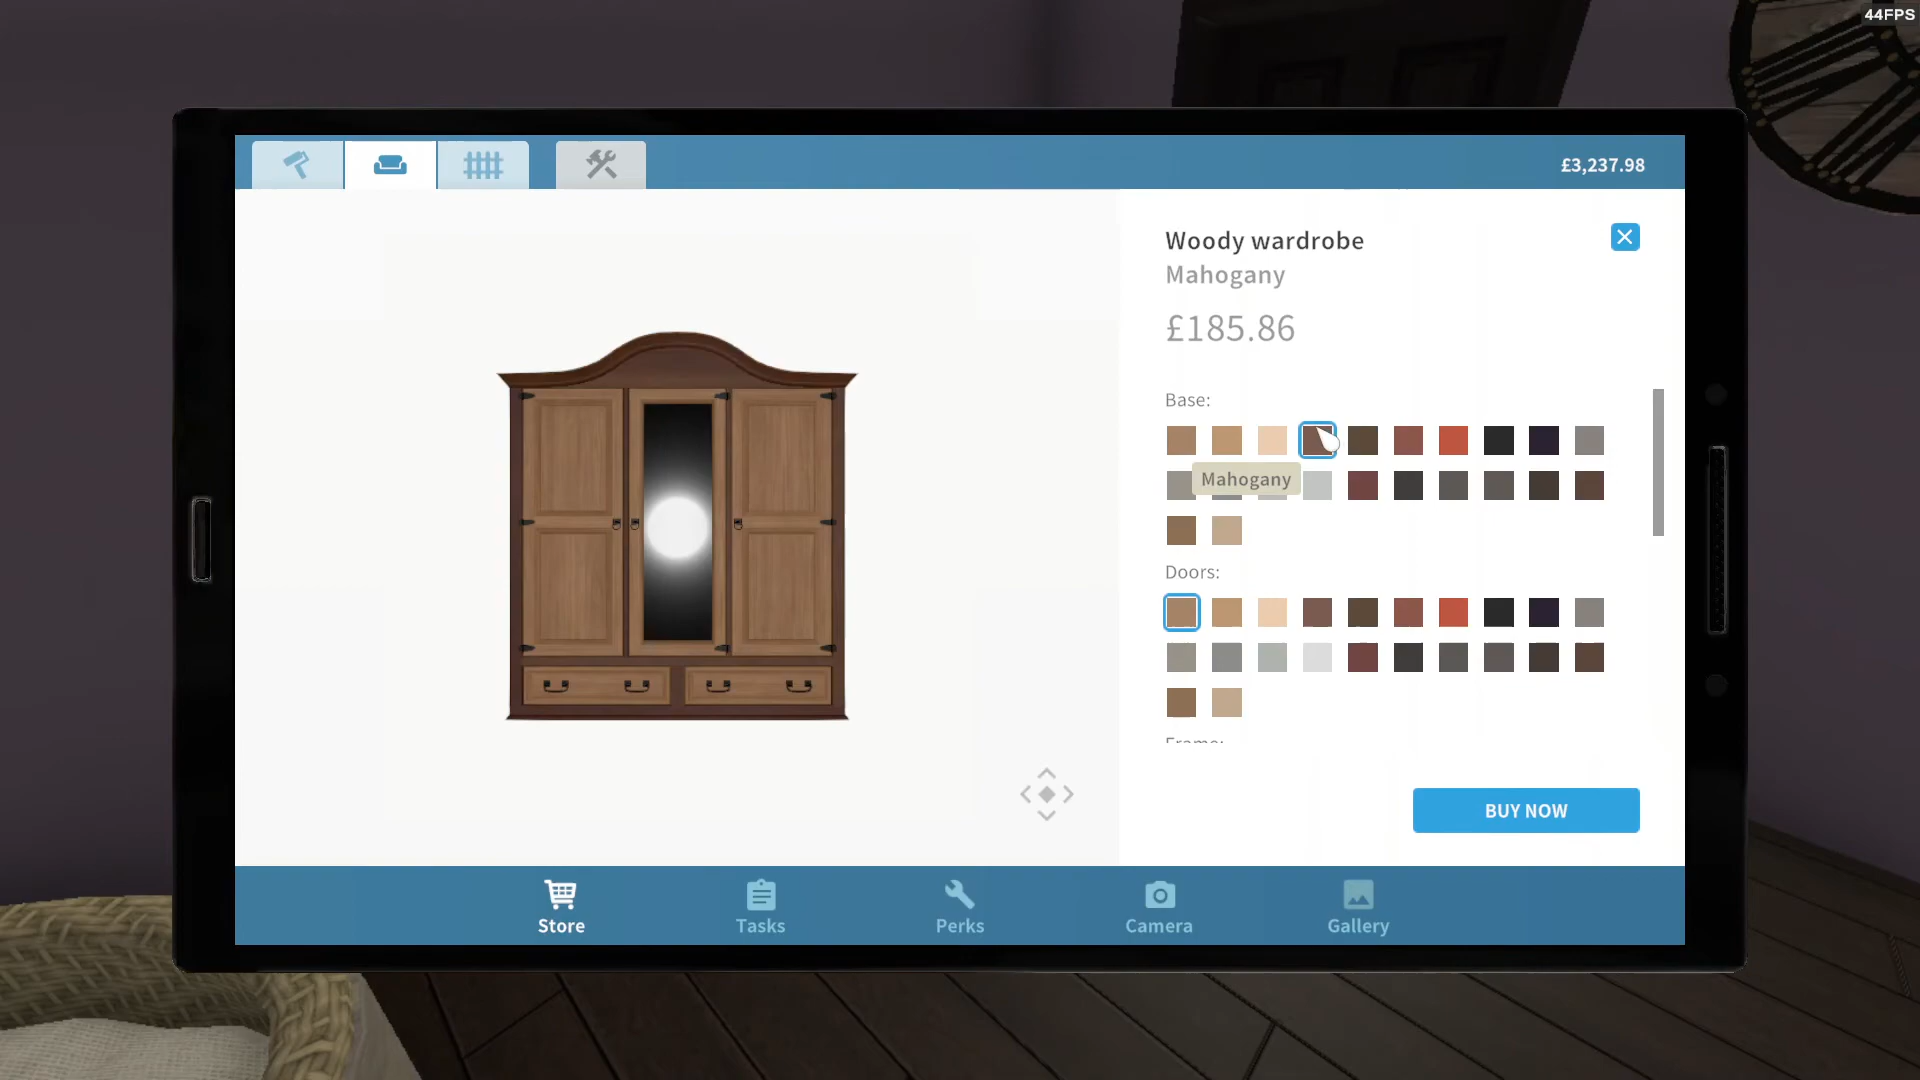 44FPS
£3,237.98
Woody wardrobe
Mahogany
£185.86
Base:
Mahogany
Doors:
Frame:
BUY NOW
Store
Tasks
Perks
Camera
Gallery